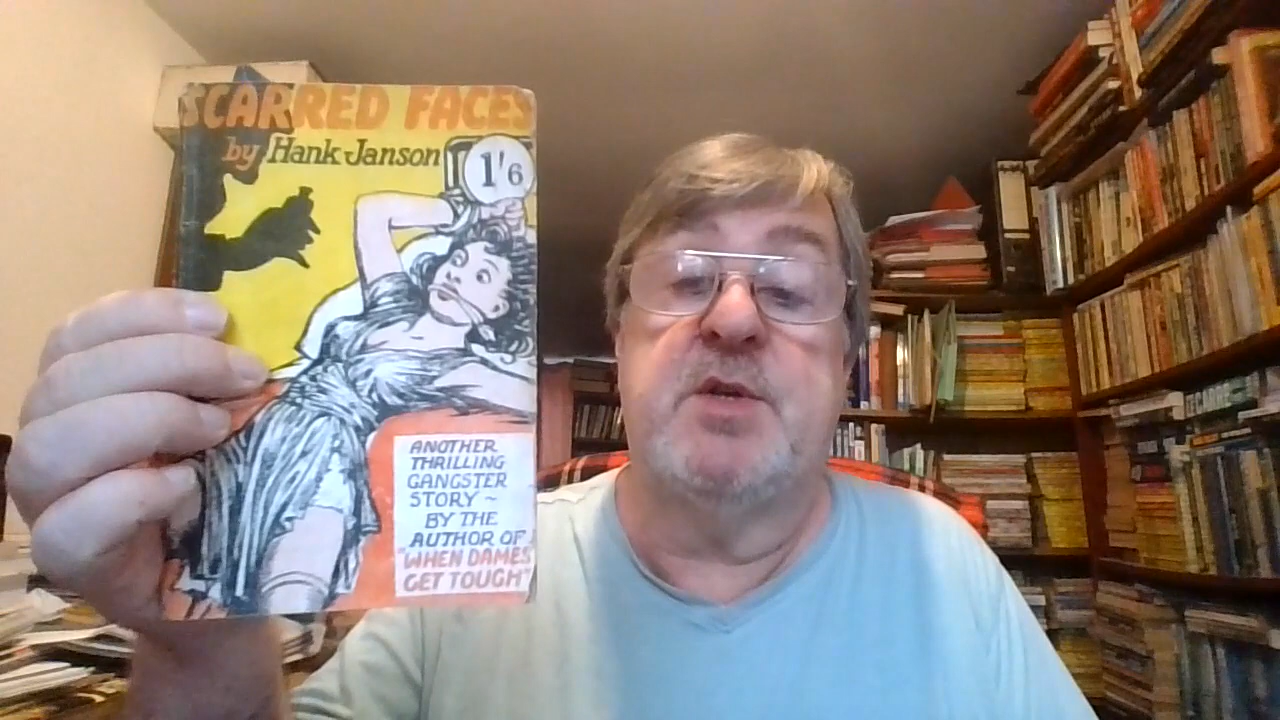 SCARRED FACES
by Hank Janson
1'6
ANOTHER
THRILLING
GANGSTER
STORY ~
BY THE
AUTHOR OF
"WHEN DAMES
GET TOUGH"